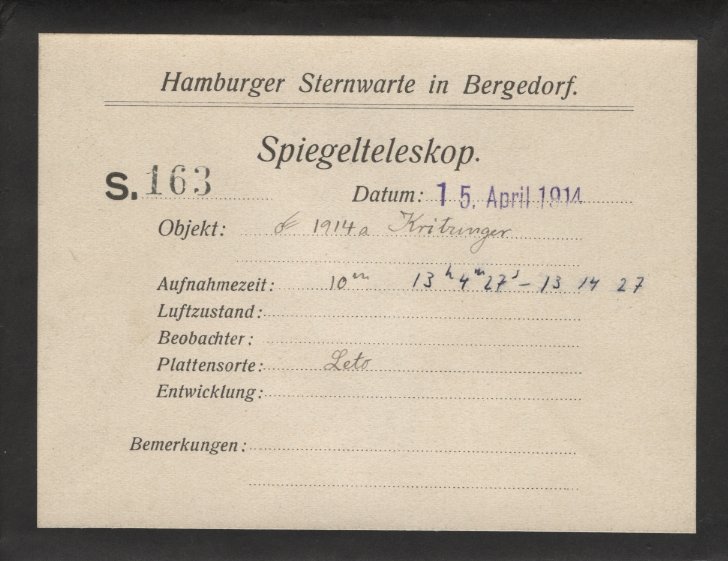 Hamburger Sternwarte in Bergedorf.
Spiegelteleskop.
S. 163
Datum: 15. April 1914
Objekt: ☄ 1914a Kritzinger
Aufnahmezeit: 10ᵐ 13ʰ 4ᵐ 27ˢ – 13 14 27
Luftzustand:
Beobachter:
Plattensorte: Leto
Entwicklung:
Bemerkungen: